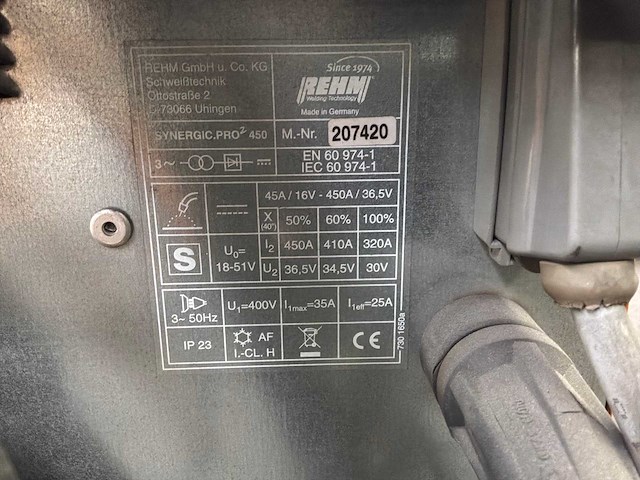 REHM GmbH u. Co. KG
Schweißtechnik
Ottostraße 2
D-73066 Uhingen
Since 1974
REHM
Welding Technology
Made in Germany
SYNERGIC.PRO² 450
M.-Nr. 207420
3~
EN 60 974-1
IEC 60 974-1
45A / 16V - 450A / 36,5V
X (40°) 50% 60% 100%
S
U₀= 18-51V
I₂ 450A 410A 320A
U₂ 36,5V 34,5V 30V
3~ 50Hz
U₁=400V
I₁max=35A
I₁eff=25A
IP 23
AF
I.-CL. H
CE
730 1650a